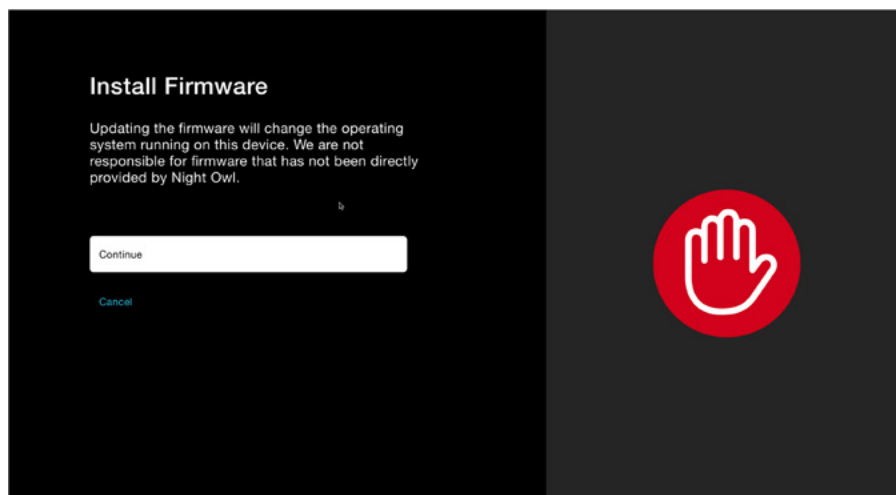 Install Firmware
Updating the firmware will change the operating
system running on this device. We are not
responsible for firmware that has not been directly
provided by Night Owl.
Continue
Cancel